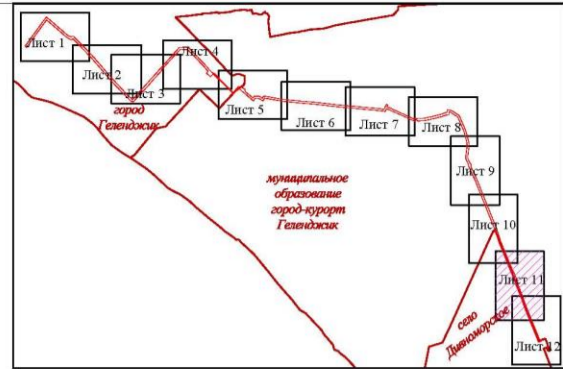 Лист 1
Лист 2
Лист 3
Лист 4
город
Геленджик
Лист 5
Лист 6
Лист 7
Лист 8
Лист 9
муниципальное
образование
город-курорт
Геленджик
Лист 10
Лист 11
село
Дивноморское
Лист 12